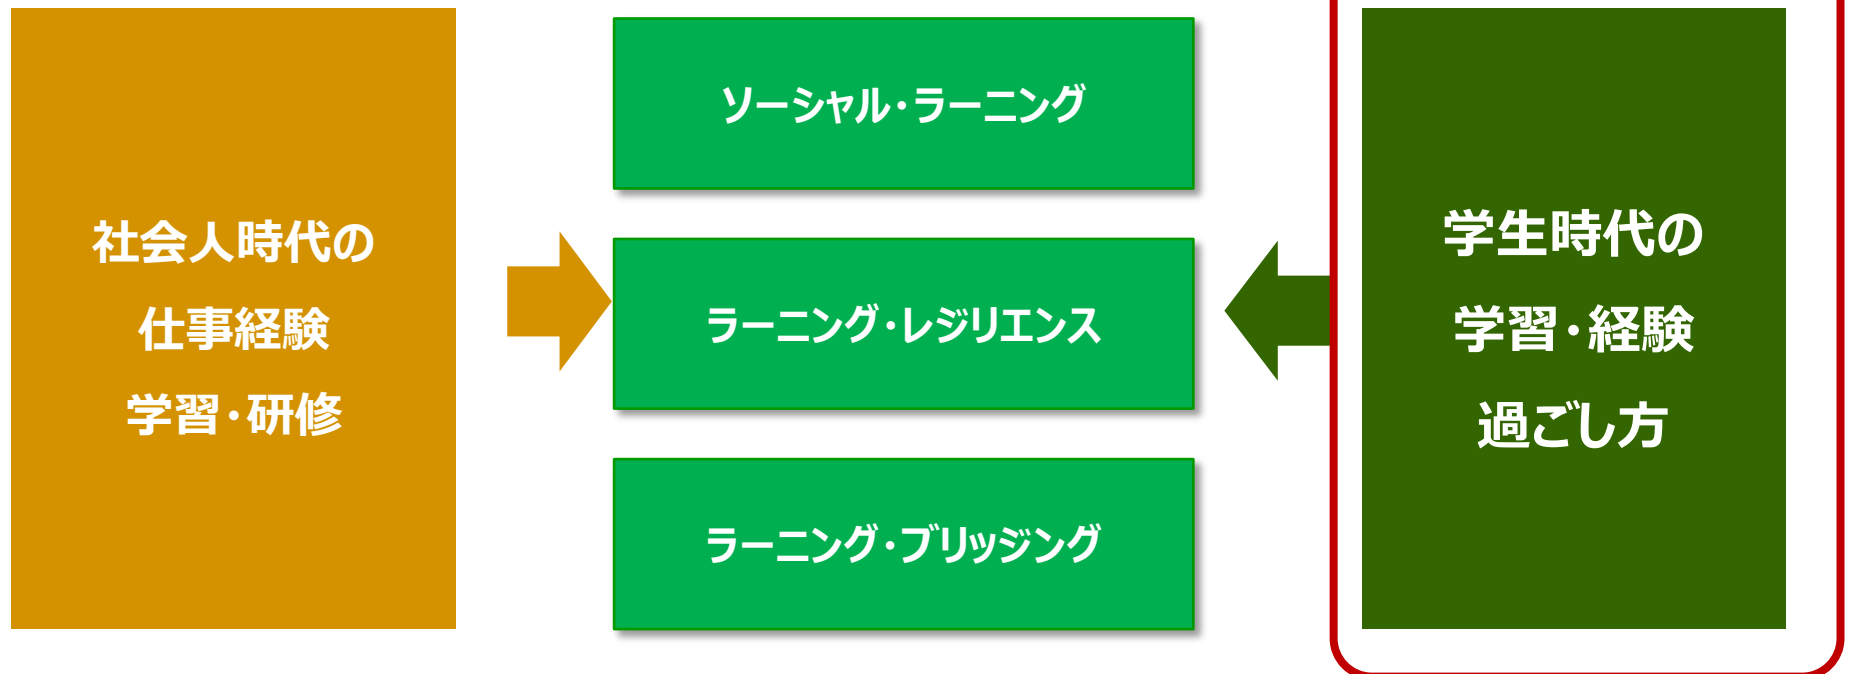 社会人時代の
仕事経験
学習・研修
ソーシャル・ラーニング
ラーニング・レジリエンス
ラーニング・ブリッジング
学生時代の
学習・経験
過ごし方